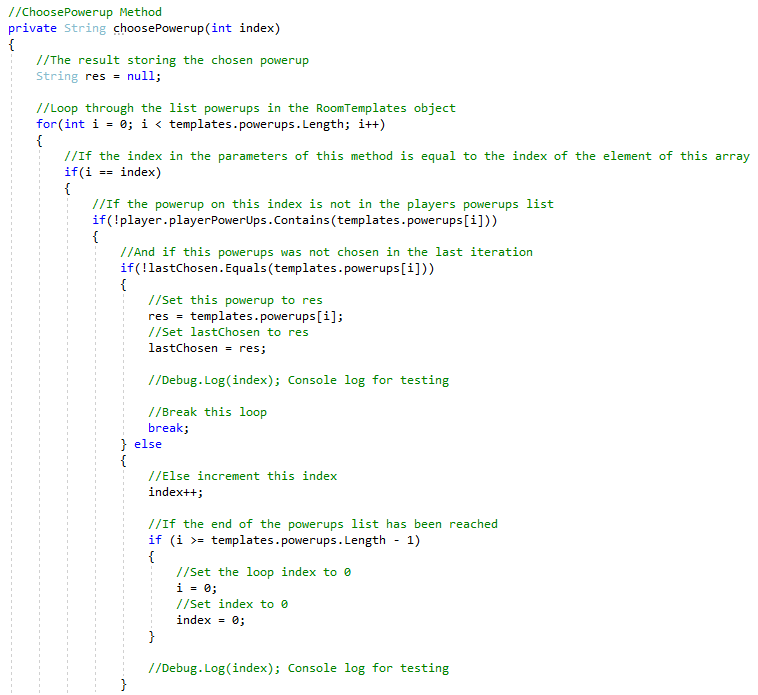 //ChoosePowerup Method
private String choosePowerup(int index)
{
//The result storing the chosen powerup
String res = null;
//Loop through the list powerups in the RoomTemplates object
for(int i = 0; i < templates.powerups.Length; i++)
{
//If the index in the parameters of this method is equal to the index of the element of this array
if(i == index)
{
//If the powerup on this index is not in the players powerups list
if(!player.playerPowerUps.Contains(templates.powerups[i]))
{
//And if this powerups was not chosen in the last iteration
if(!lastChosen.Equals(templates.powerups[i]))
{
//Set this powerup to res
res = templates.powerups[i];
//Set lastChosen to res
lastChosen = res;
//Debug.Log(index); Console log for testing
//Break this loop
break;
} else
{
//Else increment this index
index++;
//If the end of the powerups list has been reached
if (i >= templates.powerups.Length - 1)
{
//Set the loop index to 0
i = 0;
//Set index to 0
index = 0;
}
//Debug.Log(index); Console log for testing
}